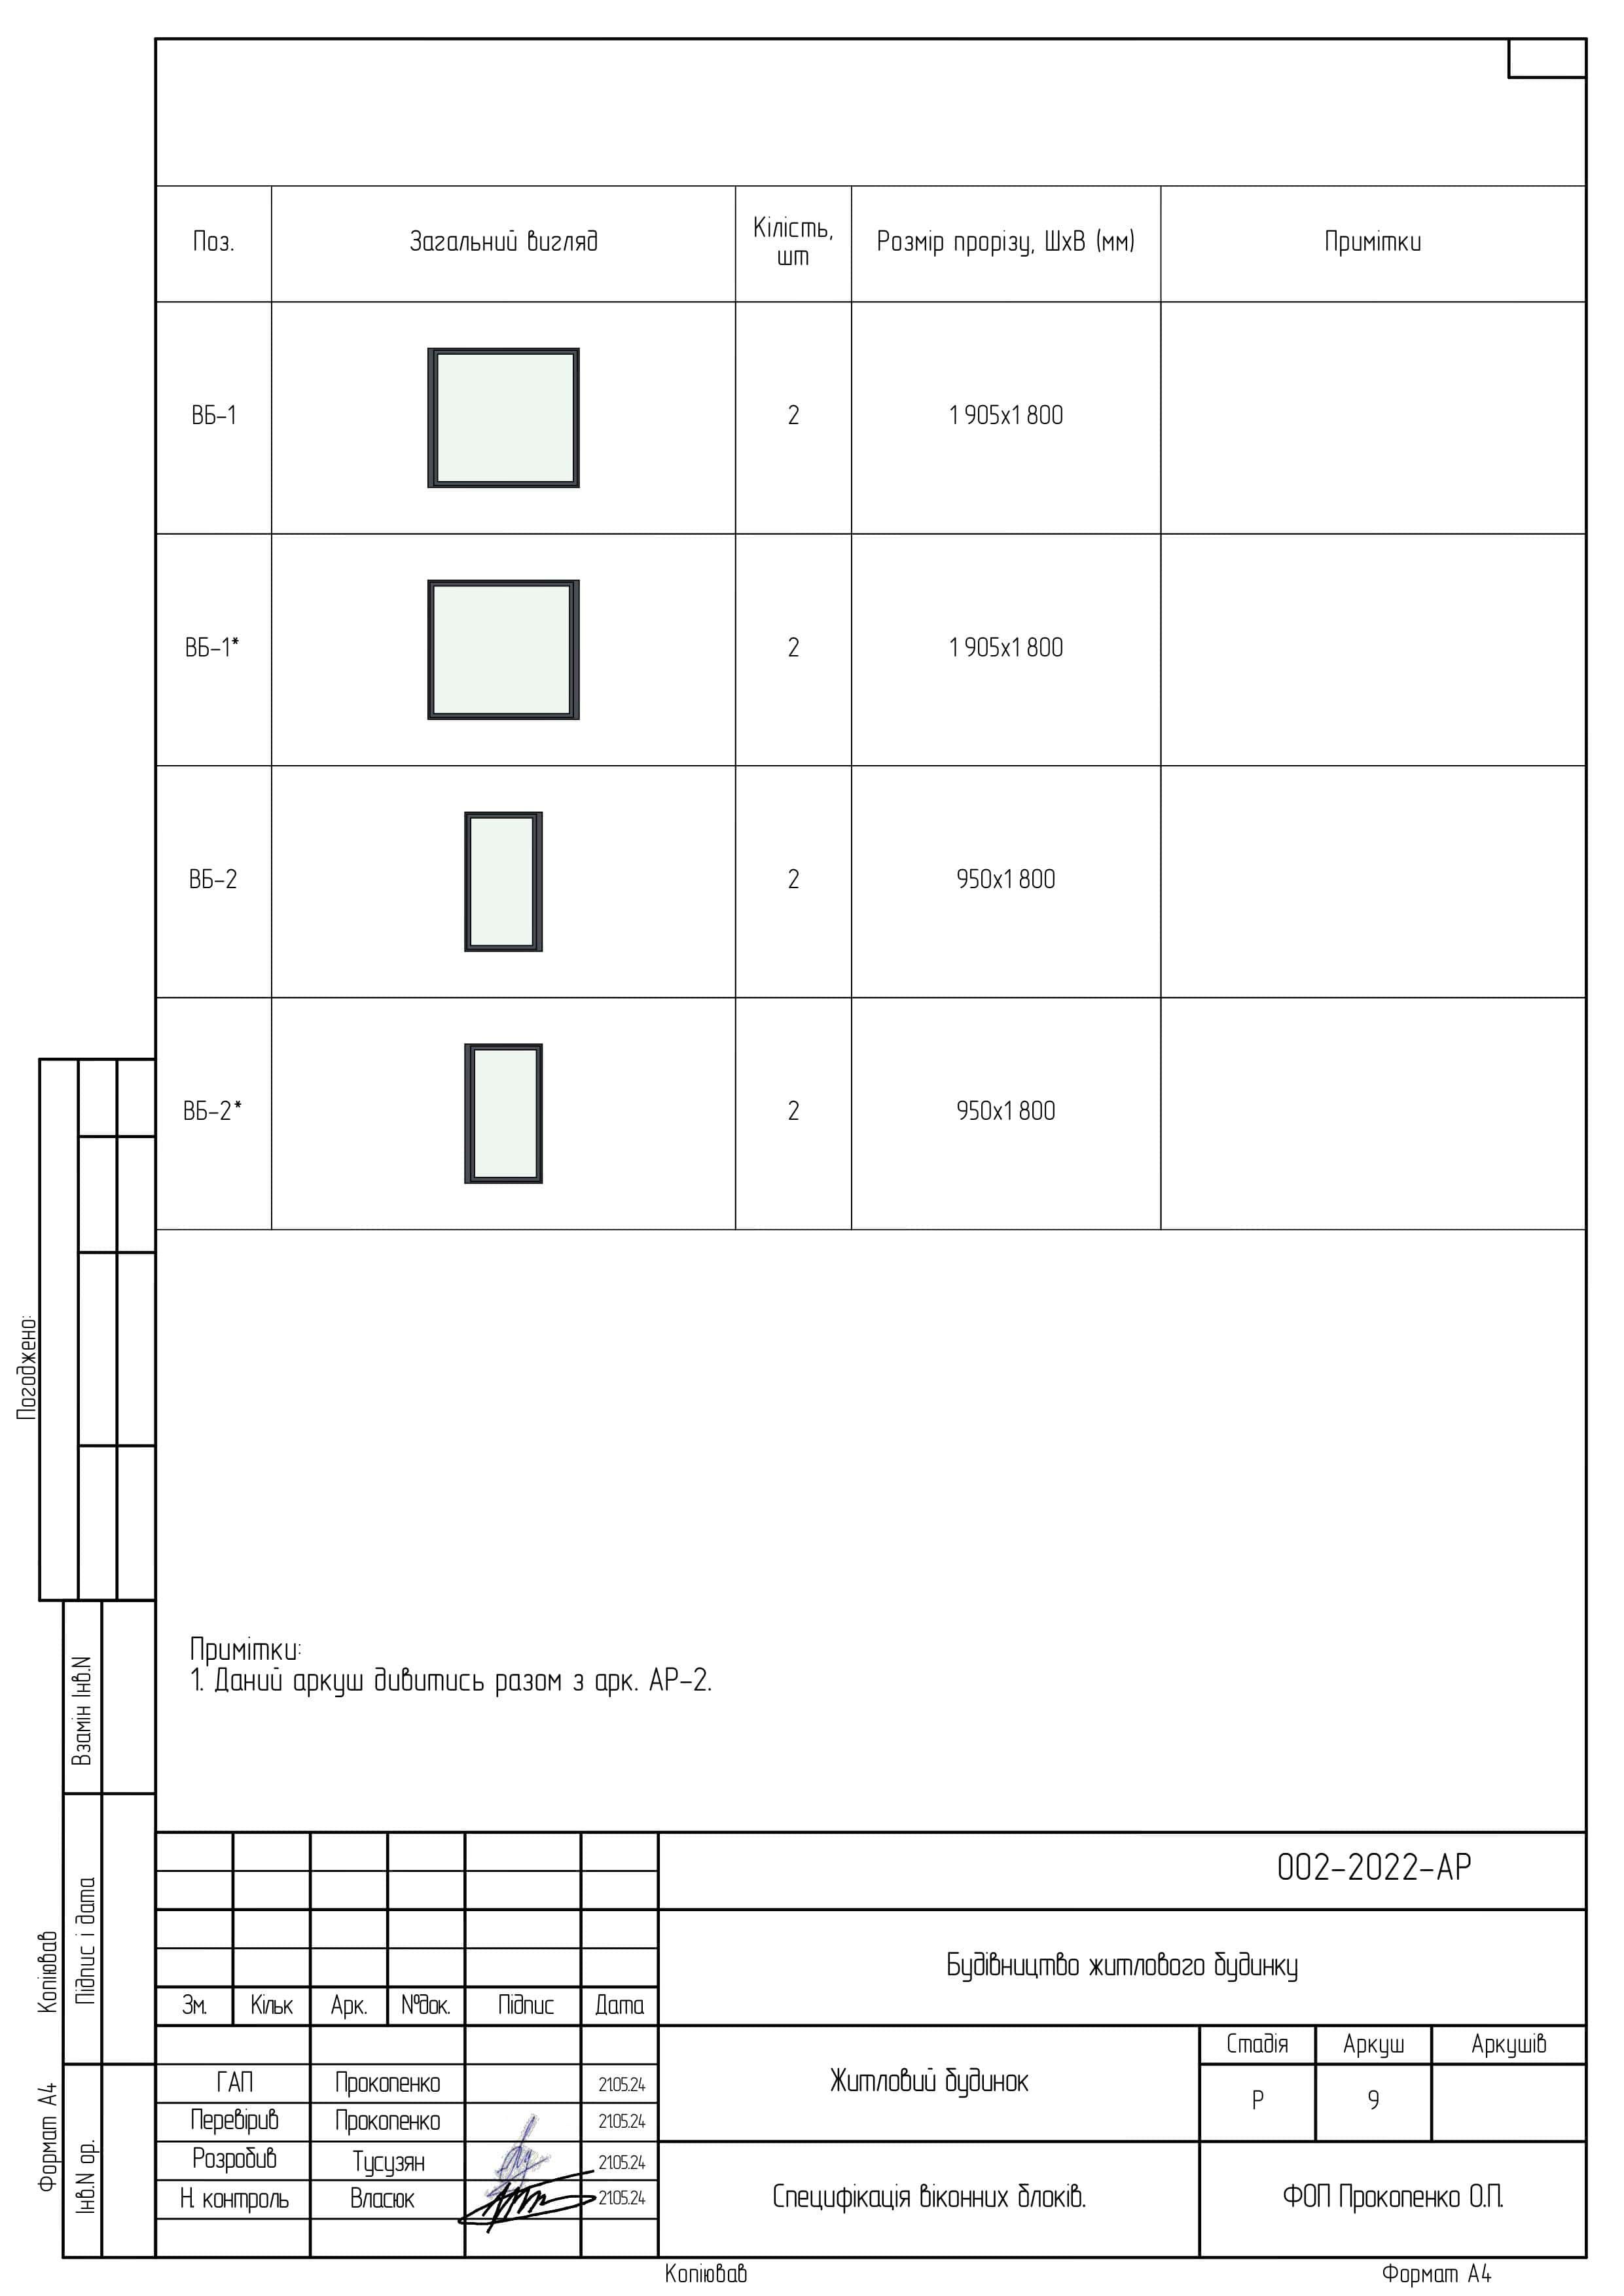 Поз.
Загальний вигляд
Кілість,
шт
Розмір прорізу, ШхВ (мм)
Примітки
ВБ-1
2
1 905х1 800
ВБ-1*
2
1 905х1 800
ВБ-2
2
950х1 800
ВБ-2*
2
950х1 800
Погоджено:
Примітки:
1. Даний аркуш дивитись разом з арк. АР-2.
Взамін Інв.N
Підпис і дата
Інв.N ор.
Копіював
Формат А4
002-2022-АР
Будівництво житлового будинку
Зм. Кільк Арк. №док. Підпис Дата
ГАП Прокопенко 21.05.24
Перевірив Прокопенко 21.05.24
Розробив Тусузян 21.05.24
Н. контроль Власюк 21.05.24
Житловий будинок
Стадія Аркуш Аркушів
Р 9
Специфікація віконних блоків.
ФОП Прокопенко О.П.
Копіював
Формат А4